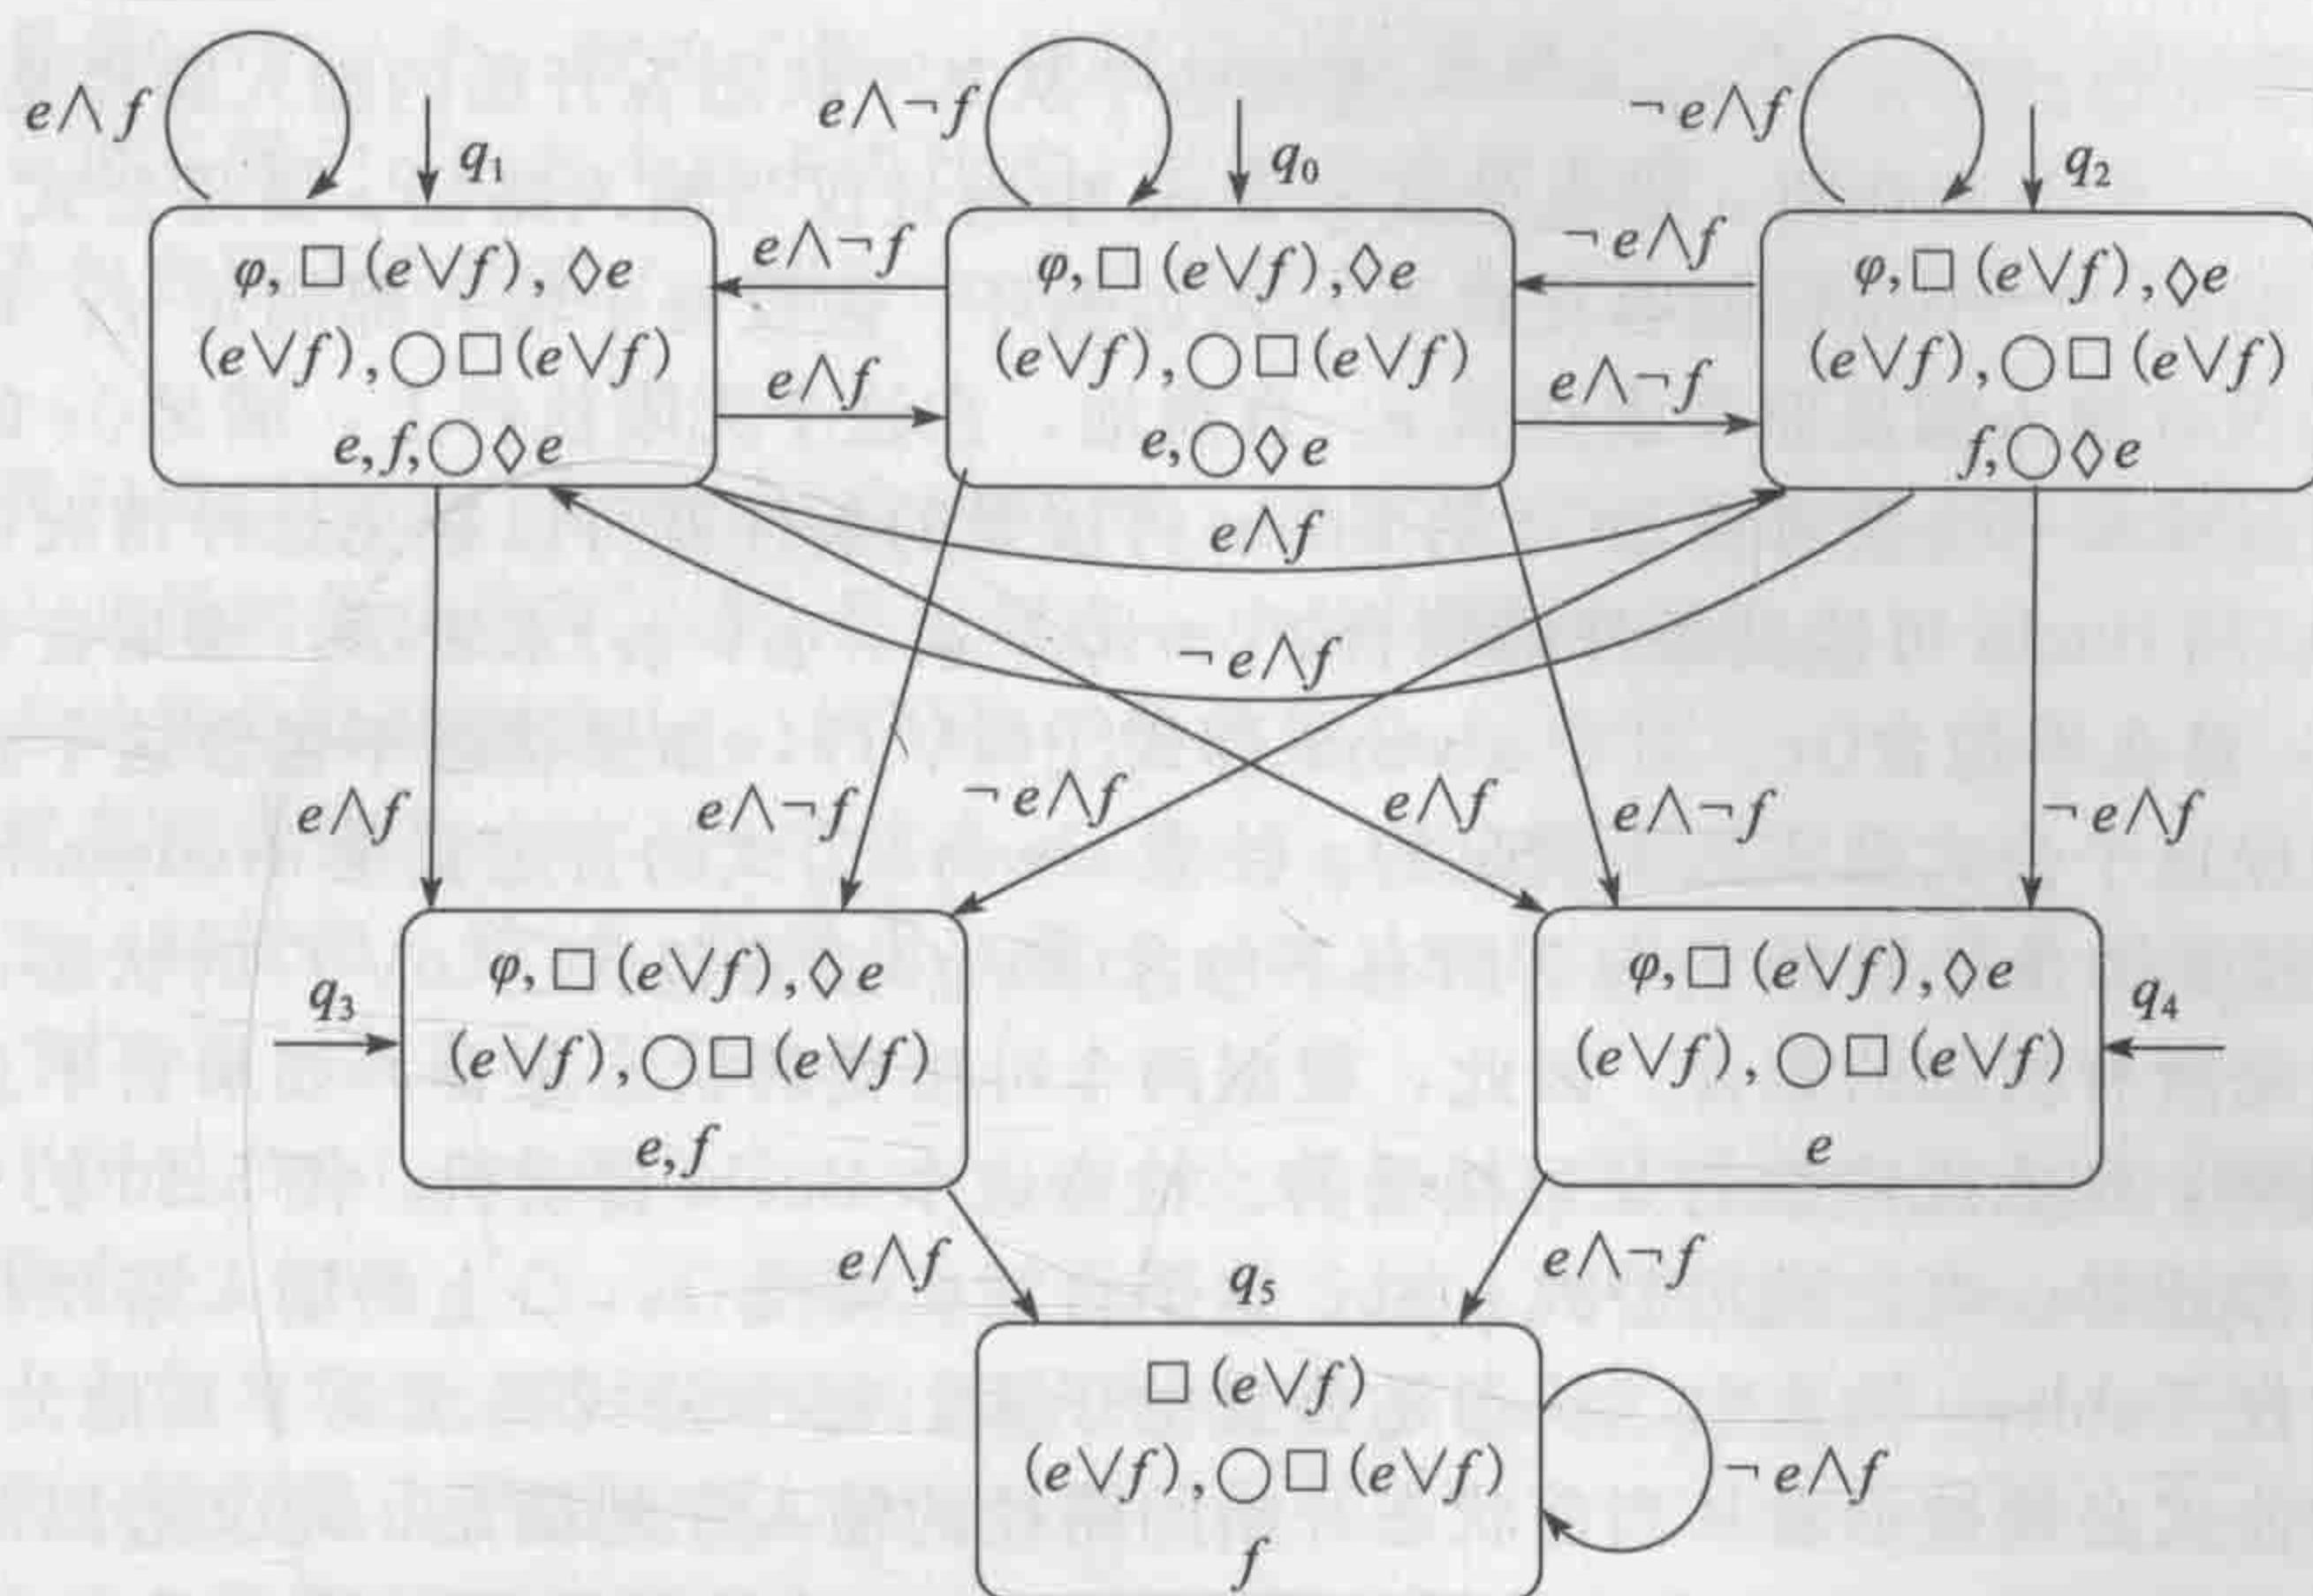 e∧f
q₁
e∧¬f
q₀
¬e∧f
q₂
φ, □(e∨f), ◊e
(e∨f), ○□(e∨f)
e, f, ○◊e
e∧¬f
e∧f
φ, □(e∨f), ◊e
(e∨f), ○□(e∨f)
e, ○◊e
¬e∧f
e∧¬f
φ, □(e∨f), ◊e
(e∨f), ○□(e∨f)
f, ○◊e
e∧f
¬e∧f
e∧f
e∧¬f
¬e∧f
e∧f
e∧¬f
¬e∧f
q₃
φ, □(e∨f), ◊e
(e∨f), ○□(e∨f)
e, f
φ, □(e∨f), ◊e
(e∨f), ○□(e∨f)
e
q₄
e∧f
q₅
e∧¬f
□(e∨f)
(e∨f), ○□(e∨f)
f
¬e∧f